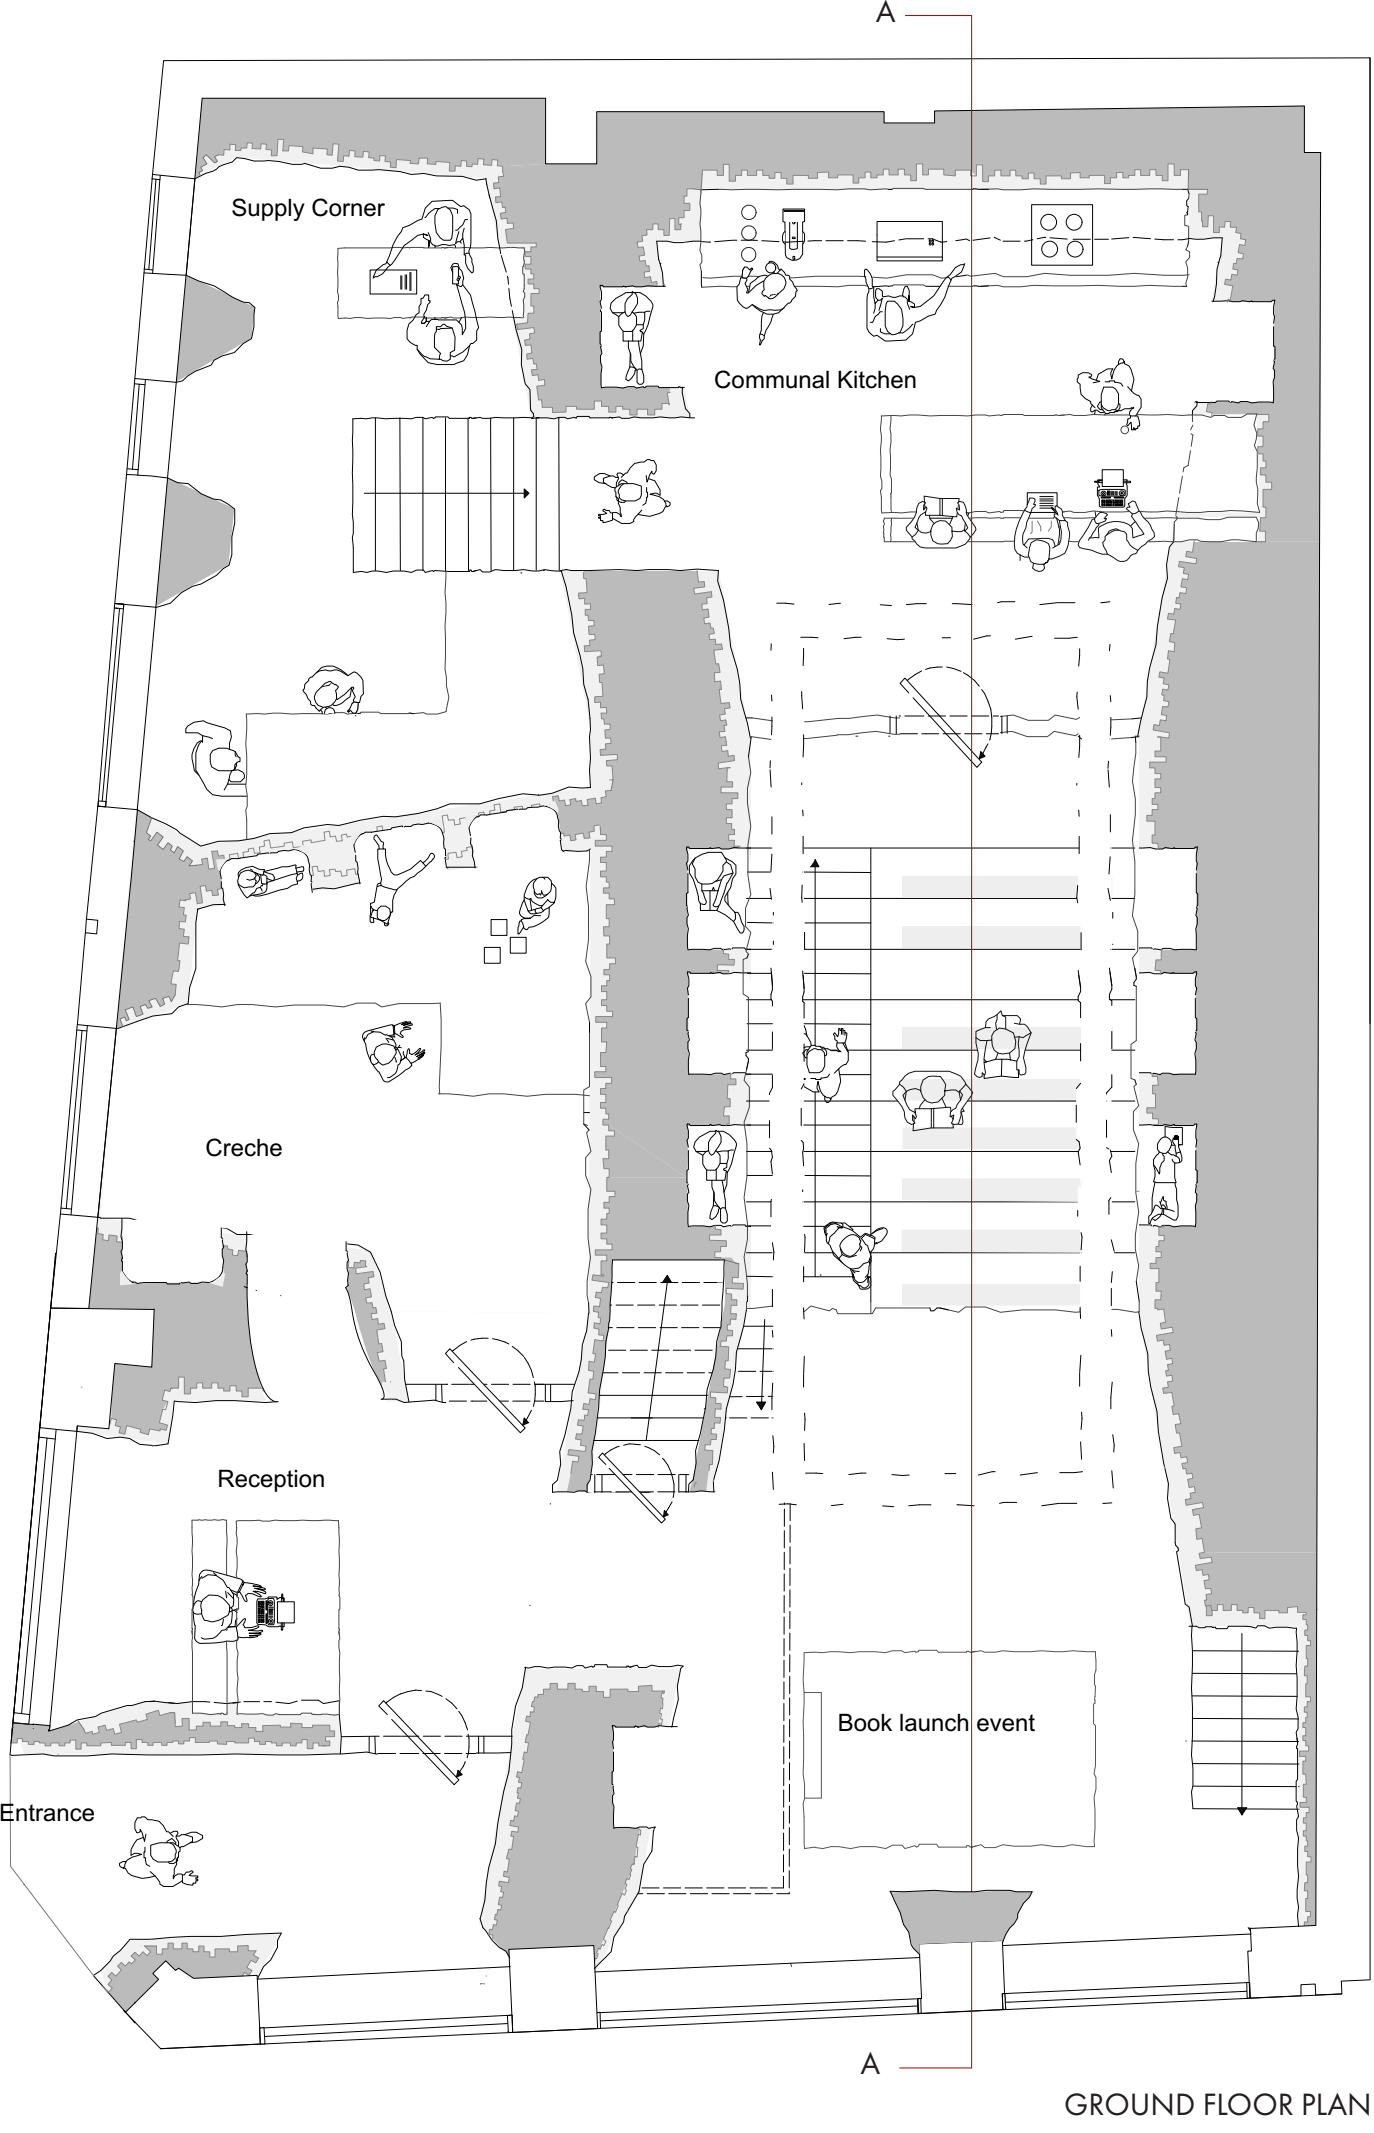 A
Supply Corner
Communal Kitchen
Creche
Reception
Book launch event
Entrance
A
GROUND FLOOR PLAN